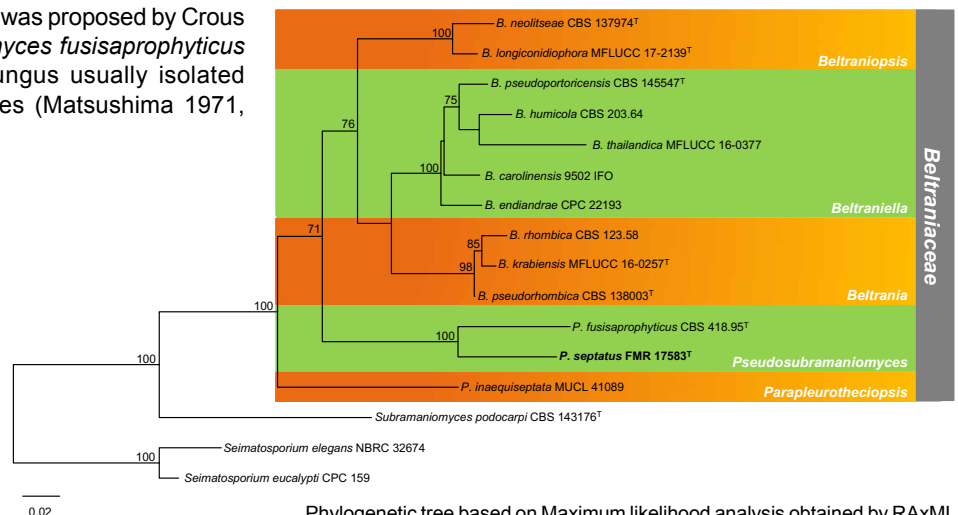 was proposed by Crous
yces fusisaprophyticus
ungus usually isolated
es (Matsushima 1971,
B. neolitseae CBS 137974ᵀ
100
B. longiconidiophora MFLUCC 17-2139ᵀ
Beltraniopsis
B. pseudoportoricensis CBS 145547ᵀ
75
B. humicola CBS 203.64
76
B. thailandica MFLUCC 16-0377
100
B. carolinensis 9502 IFO
B. endiandrae CPC 22193
Beltraniella
71
B. rhombica CBS 123.58
85
B. krabiensis MFLUCC 16-0257ᵀ
98
B. pseudorhombica CBS 138003ᵀ
Beltrania
100
P. fusisaprophyticus CBS 418.95ᵀ
100
P. septatus FMR 17583ᵀ
Pseudosubramaniomyces
100
P. inaequiseptata MUCL 41089
Parapleurotheciopsis
Beltraniaceae
Subramaniomyces podocarpi CBS 143176ᵀ
Seimatosporium elegans NBRC 32674
100
Seimatosporium eucalypti CPC 159
0.02
Phylogenetic tree based on Maximum likelihood analysis obtained by RAxML